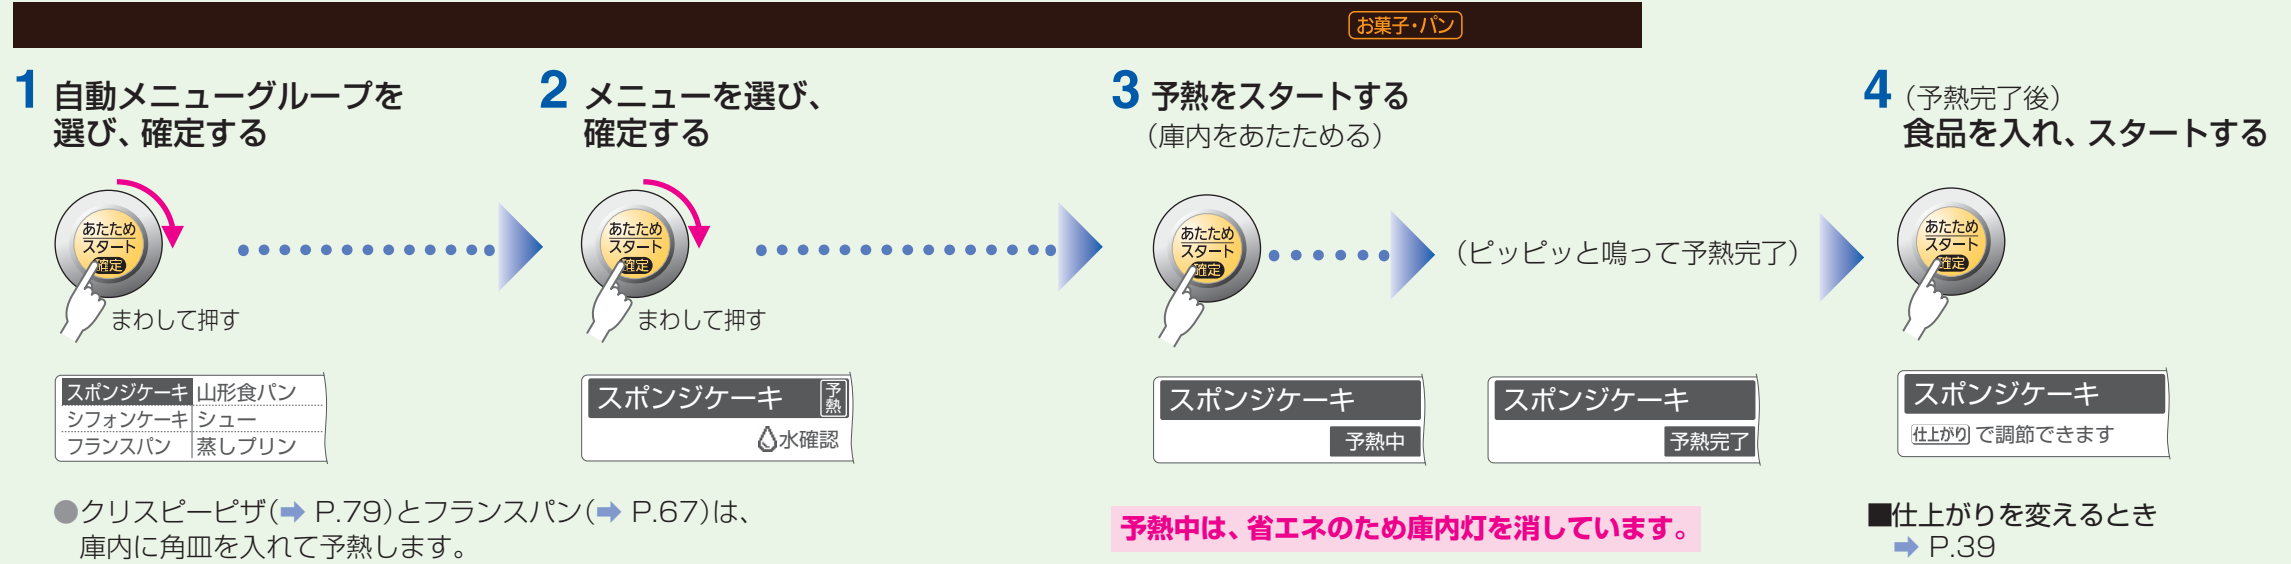 お菓子・パン
1 自動メニューグループを
選び、確定する
あたため
スタート
確定
まわして押す
スポンジケーキ 山形食パン
シフォンケーキ シュー
フランスパン 蒸しプリン
●クリスピーピザ(➡ P.79)とフランスパン(➡ P.67)は、
庫内に角皿を入れて予熱します。
2 メニューを選び、
確定する
あたため
スタート
確定
まわして押す
スポンジケーキ 予熱
水確認
3 予熱をスタートする
(庫内をあたためる)
あたため
スタート
確定
(ピッピッと鳴って予熱完了)
スポンジケーキ
予熱中
スポンジケーキ
予熱完了
予熱中は、省エネのため庫内灯を消しています。
4 (予熱完了後)
食品を入れ、スタートする
あたため
スタート
確定
スポンジケーキ
仕上がり で調節できます
■仕上がりを変えるとき
➡ P.39